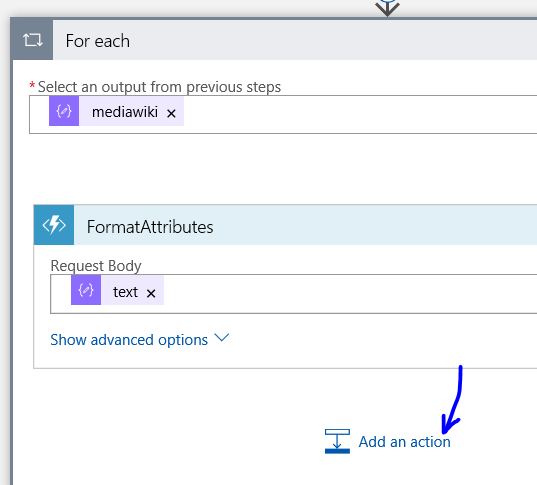 For each
* Select an output from previous steps
mediawiki ×
FormatAttributes
Request Body
text ×
Show advanced options
Add an action